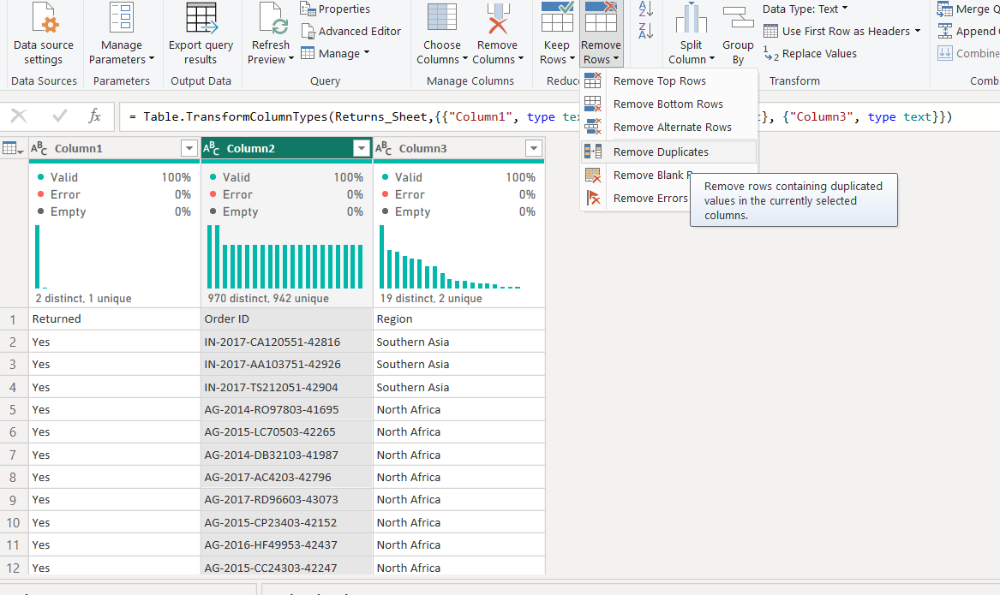 Data source settings
Manage Parameters
Export query results
Refresh Preview
Properties
Advanced Editor
Manage
Choose Columns
Remove Columns
Keep Rows
Remove Rows
A
Z
Z
A
Split Column
Group By
Data Type: Text
Use First Row as Headers
1 2 Replace Values
Merge Q
Append
Combine
Data Sources
Parameters
Output Data
Query
Manage Columns
Reduc
Transform
Comb
Remove Top Rows
Remove Bottom Rows
Remove Alternate Rows
Remove Duplicates
Remove Blank R
Remove Errors
Remove rows containing duplicated
values in the currently selected
columns.
fx
= Table.TransformColumnTypes(Returns_Sheet,{{"Column1", type tex t}, {"Column3", type text}})
ABC Column1 ABC Column2 ABC Column3
Valid 100% Valid 100% Valid 100%
Error 0% Error 0% Error 0%
Empty 0% Empty 0% Empty 0%
2 distinct, 1 unique 970 distinct, 942 unique 19 distinct, 2 unique
1 Returned Order ID Region
2 Yes IN-2017-CA120551-42816 Southern Asia
3 Yes IN-2017-AA103751-42926 Southern Asia
4 Yes IN-2017-TS212051-42904 Southern Asia
5 Yes AG-2014-RO97803-41695 North Africa
6 Yes AG-2015-LC70503-42265 North Africa
7 Yes AG-2014-DB32103-41987 North Africa
8 Yes AG-2017-AC4203-42796 North Africa
9 Yes AG-2017-RD96603-43073 North Africa
10 Yes AG-2015-CP23403-42152 North Africa
11 Yes AG-2016-HF49953-42437 North Africa
12 Yes AG-2015-CC24303-42247 North Africa